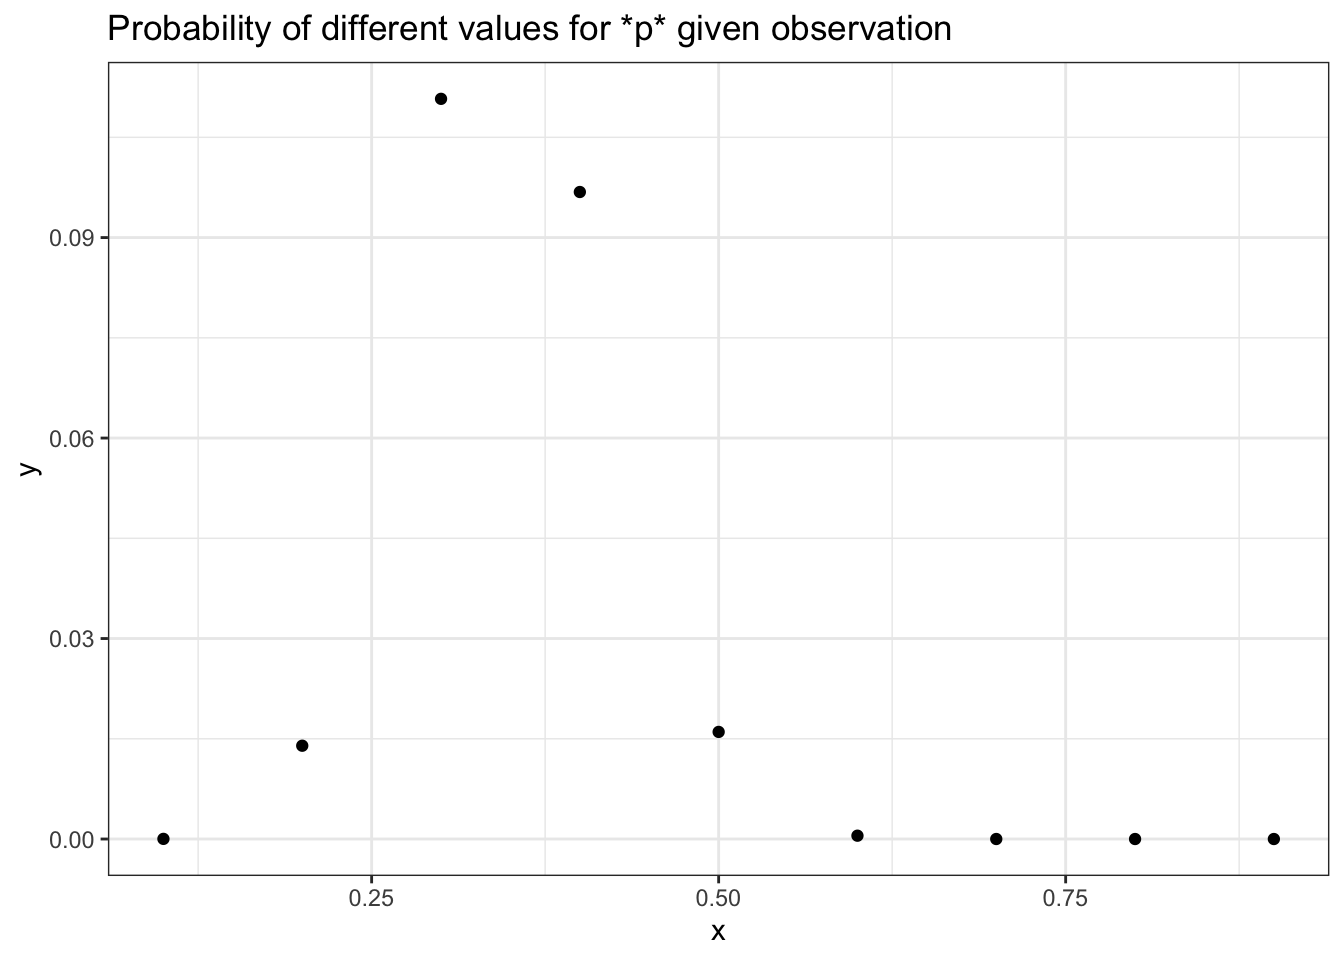 Probability of different values for *p* given observation
0.09
0.06
0.03
0.00
y
0.25 0.50 0.75
x